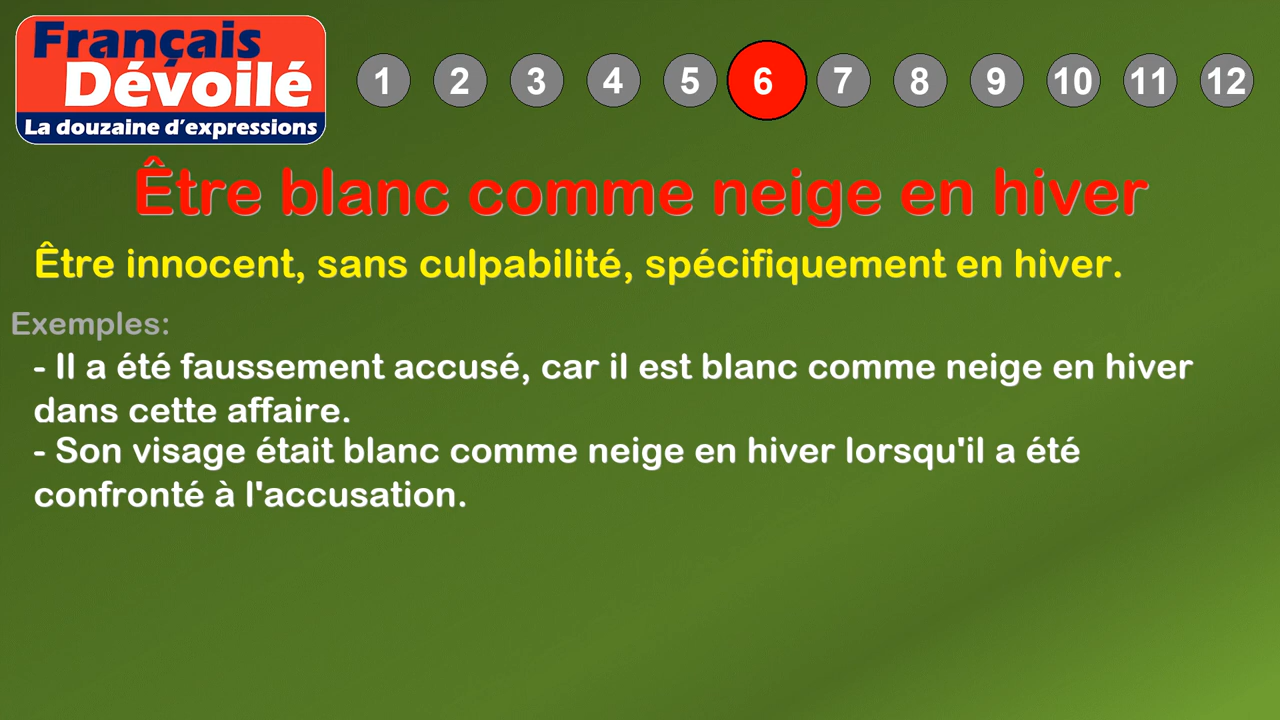 Français
Dévoilé
La douzaine d'expressions
1 2 3 4 5 6 7 8 9 10 11 12
Être blanc comme neige en hiver
Être innocent, sans culpabilité, spécifiquement en hiver.
Exemples:
- Il a été faussement accusé, car il est blanc comme neige en hiver
dans cette affaire.
- Son visage était blanc comme neige en hiver lorsqu'il a été
confronté à l'accusation.